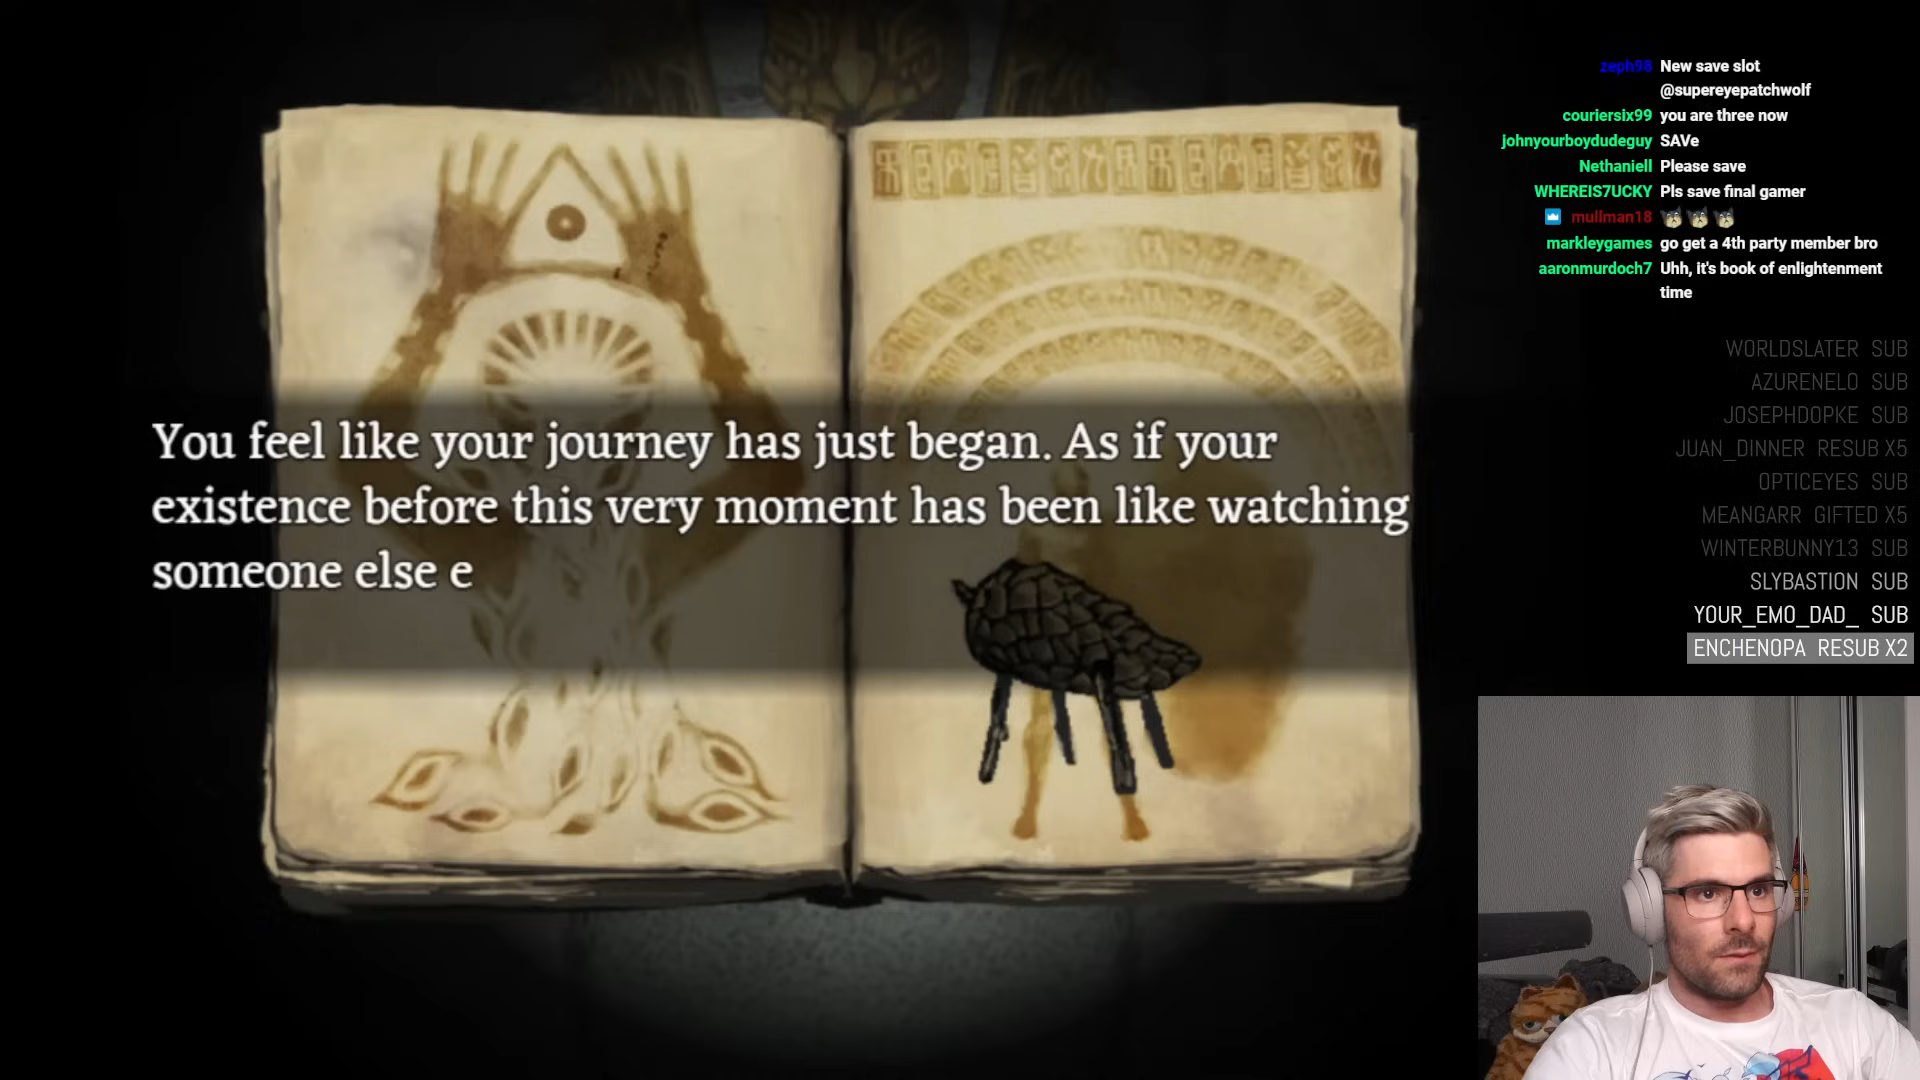 You feel like your journey has just began. As if your
existence before this very moment has been like watching
someone else e
zeph98 New save slot
@supereyepatchwolf
couriersix99 you are three now
johnyourboydudeguy SAVe
Nethaniell Please save
WHEREIS7UCKY Pls save final gamer
mullman18
markleygames go get a 4th party member bro
aaronmurdoch7 Uhh, it's book of enlightenment
time
WORLDSLATER SUB
AZURENELO SUB
JOSEPHDOPKE SUB
JUAN_DINNER RESUB X5
OPTICEYES SUB
MEANGARR GIFTED X5
WINTERBUNNY13 SUB
SLYBASTION SUB
YOUR_EMO_DAD_ SUB
ENCHENOPA RESUB X2